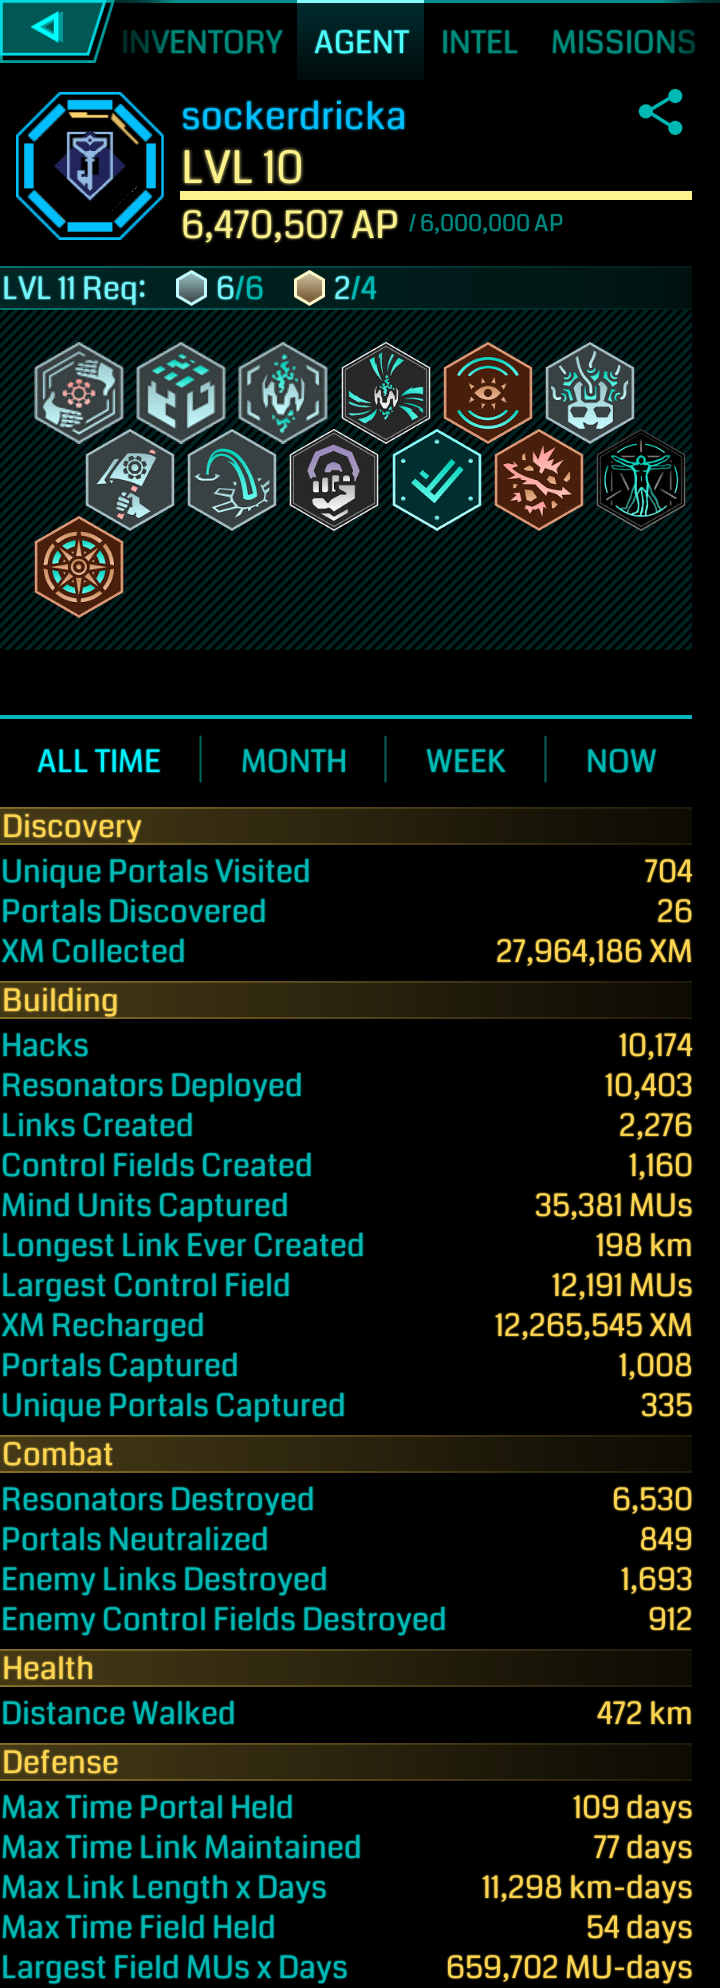 INVENTORY AGENT INTEL MISSIONS
sockerdricka
LVL 10
6,470,507 AP / 6,000,000 AP
LVL 11 Req: 6/6 2/4
ALL TIME MONTH WEEK NOW
Discovery
Unique Portals Visited 704
Portals Discovered 26
XM Collected 27,964,186 XM
Building
Hacks 10,174
Resonators Deployed 10,403
Links Created 2,276
Control Fields Created 1,160
Mind Units Captured 35,381 MUs
Longest Link Ever Created 198 km
Largest Control Field 12,191 MUs
XM Recharged 12,265,545 XM
Portals Captured 1,008
Unique Portals Captured 335
Combat
Resonators Destroyed 6,530
Portals Neutralized 849
Enemy Links Destroyed 1,693
Enemy Control Fields Destroyed 912
Health
Distance Walked 472 km
Defense
Max Time Portal Held 109 days
Max Time Link Maintained 77 days
Max Link Length x Days 11,298 km-days
Max Time Field Held 54 days
Largest Field MUs x Days 659,702 MU-days